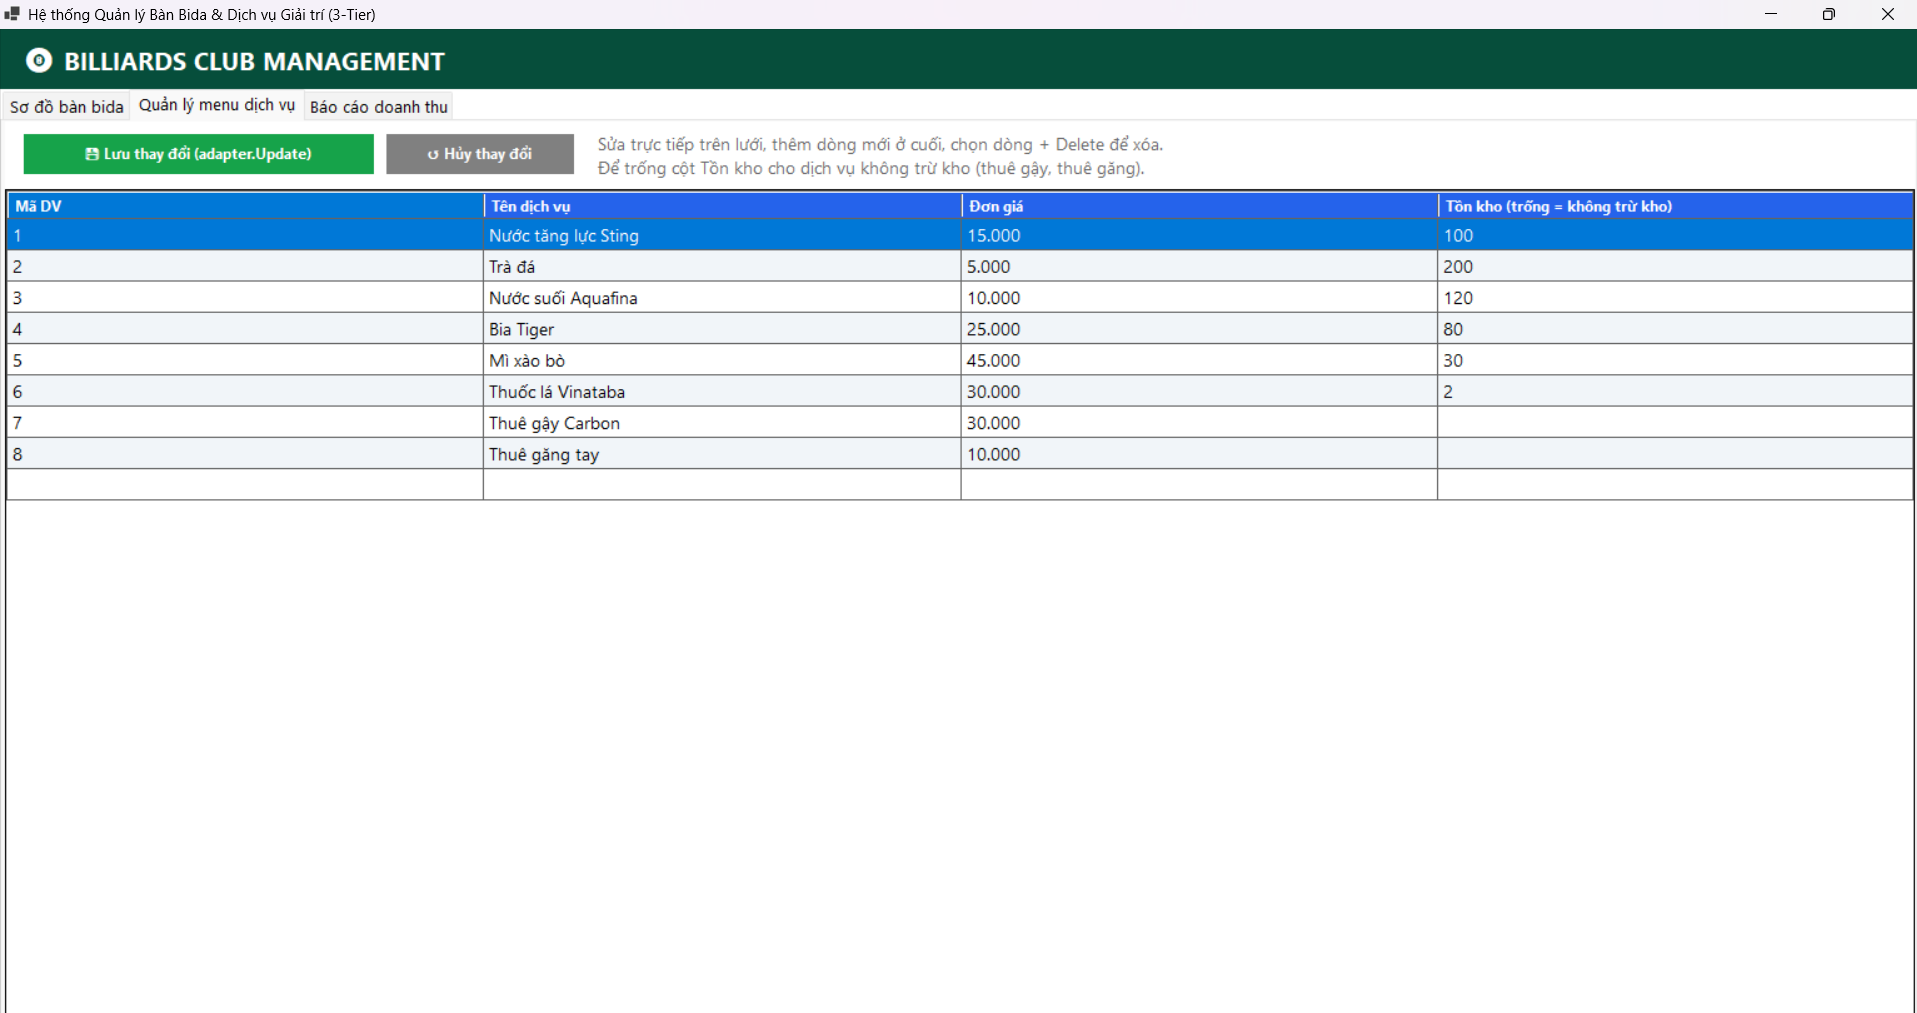 Hệ thống Quản lý Bàn Bida & Dịch vụ Giải trí (3-Tier)
BILLIARDS CLUB MANAGEMENT
Sơ đồ bàn bida Quản lý menu dịch vụ Báo cáo doanh thu
Lưu thay đổi (adapter.Update) ↺ Hủy thay đổi
Sửa trực tiếp trên lưới, thêm dòng mới ở cuối, chọn dòng + Delete để xóa.
Để trống cột Tồn kho cho dịch vụ không trừ kho (thuê gậy, thuê găng).
Mã DV Tên dịch vụ Đơn giá Tồn kho (trống = không trừ kho)
1 Nước tăng lực Sting 15.000 100
2 Trà đá 5.000 200
3 Nước suối Aquafina 10.000 120
4 Bia Tiger 25.000 80
5 Mì xào bò 45.000 30
6 Thuốc lá Vinataba 30.000 2
7 Thuê gậy Carbon 30.000
8 Thuê găng tay 10.000